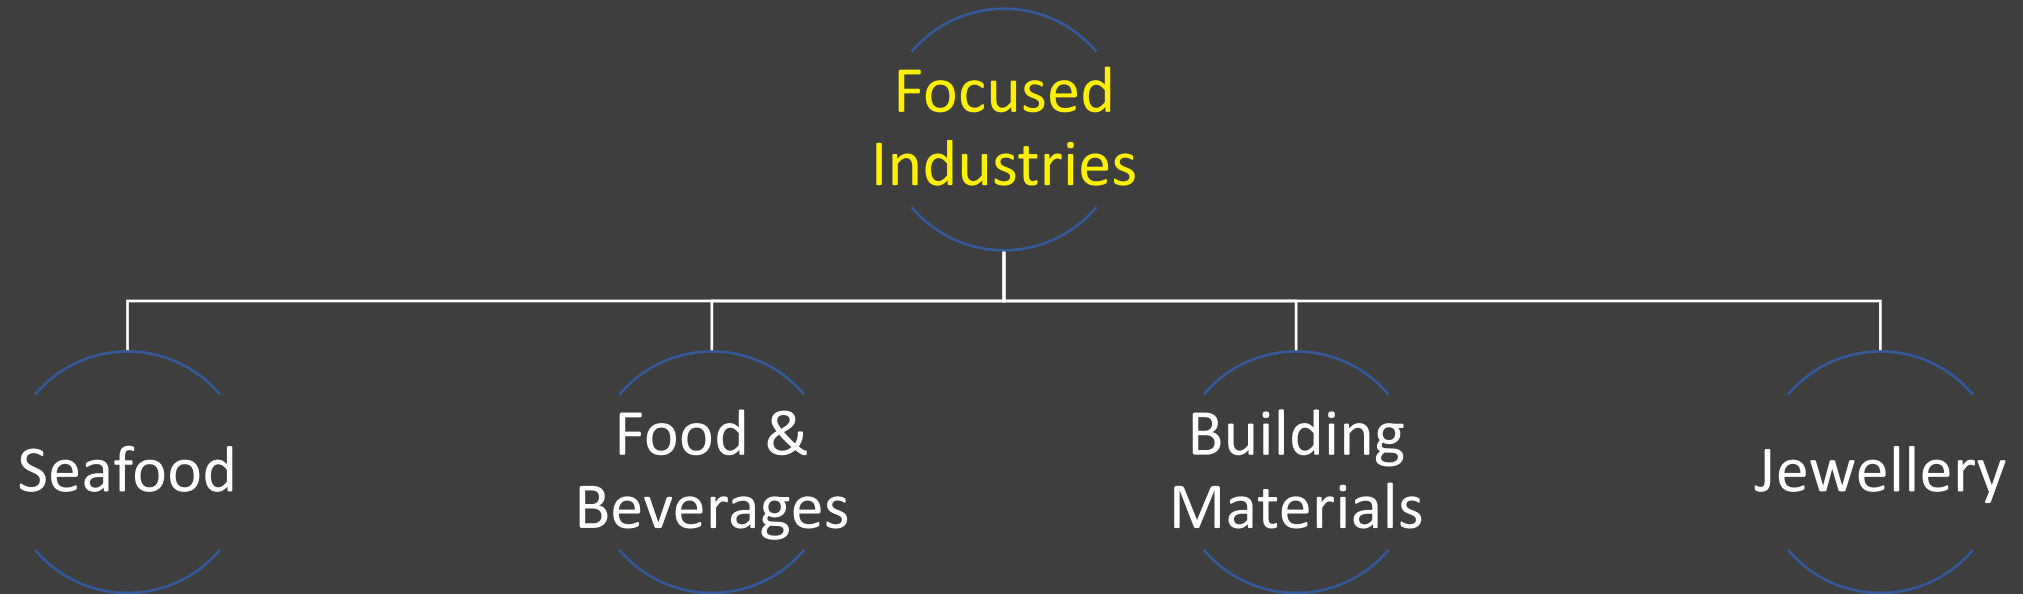 Focused
Industries
Seafood
Food &
Beverages
Building
Materials
Jewellery